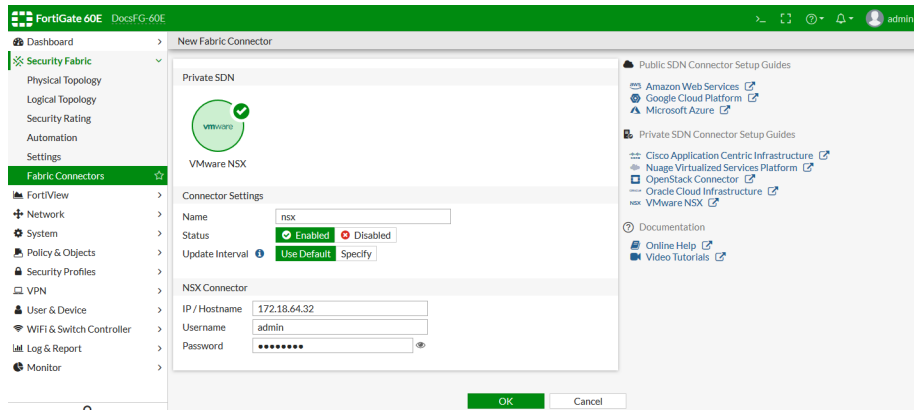 FortiGate 60E DocsFG-60E
>_ admin
Dashboard
Security Fabric
Physical Topology
Logical Topology
Security Rating
Automation
Settings
Fabric Connectors
FortiView
Network
System
Policy & Objects
Security Profiles
VPN
User & Device
WiFi & Switch Controller
Log & Report
Monitor
New Fabric Connector
Private SDN
vmware
VMware NSX
Connector Settings
Name nsx
Status Enabled Disabled
Update Interval Use Default Specify
NSX Connector
IP / Hostname 172.18.64.32
Username admin
Password ••••••••
OK Cancel
Public SDN Connector Setup Guides
aws Amazon Web Services
Google Cloud Platform
Microsoft Azure
Private SDN Connector Setup Guides
Cisco Application Centric Infrastructure
Nuage Virtualized Services Platform
OpenStack Connector
Oracle Cloud Infrastructure
NSX VMware NSX
Documentation
Online Help
Video Tutorials